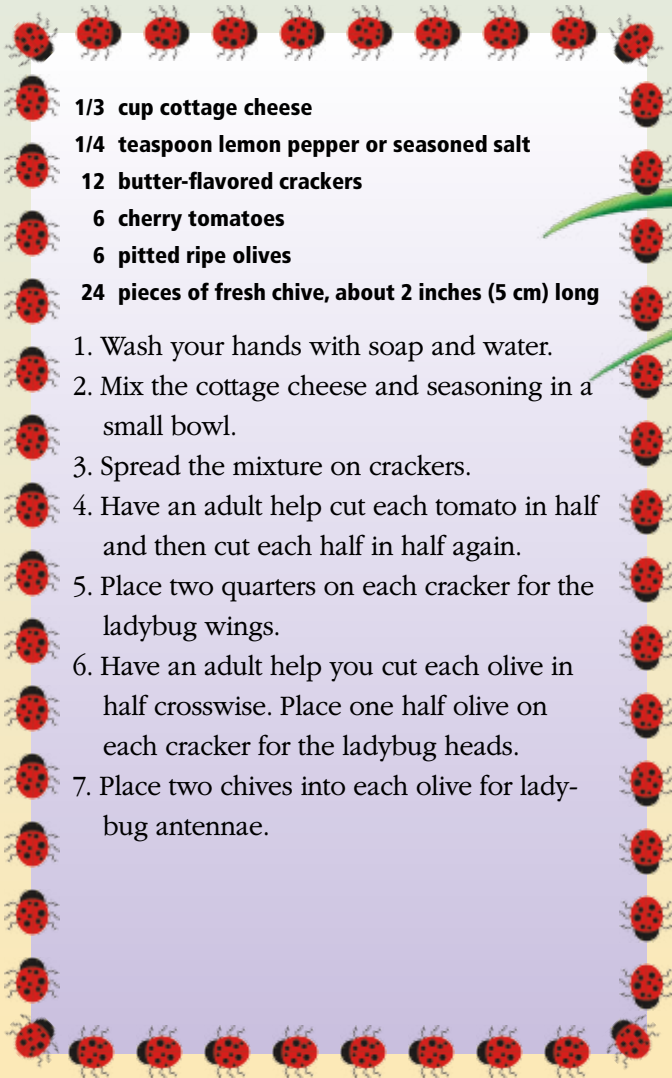 1/3 cup cottage cheese
1/4 teaspoon lemon pepper or seasoned salt
12 butter-flavored crackers
6 cherry tomatoes
6 pitted ripe olives
24 pieces of fresh chive, about 2 inches (5 cm) long
1. Wash your hands with soap and water.
2. Mix the cottage cheese and seasoning in a
small bowl.
3. Spread the mixture on crackers.
4. Have an adult help cut each tomato in half
and then cut each half in half again.
5. Place two quarters on each cracker for the
ladybug wings.
6. Have an adult help you cut each olive in
half crosswise. Place one half olive on
each cracker for the ladybug heads.
7. Place two chives into each olive for lady-
bug antennae.